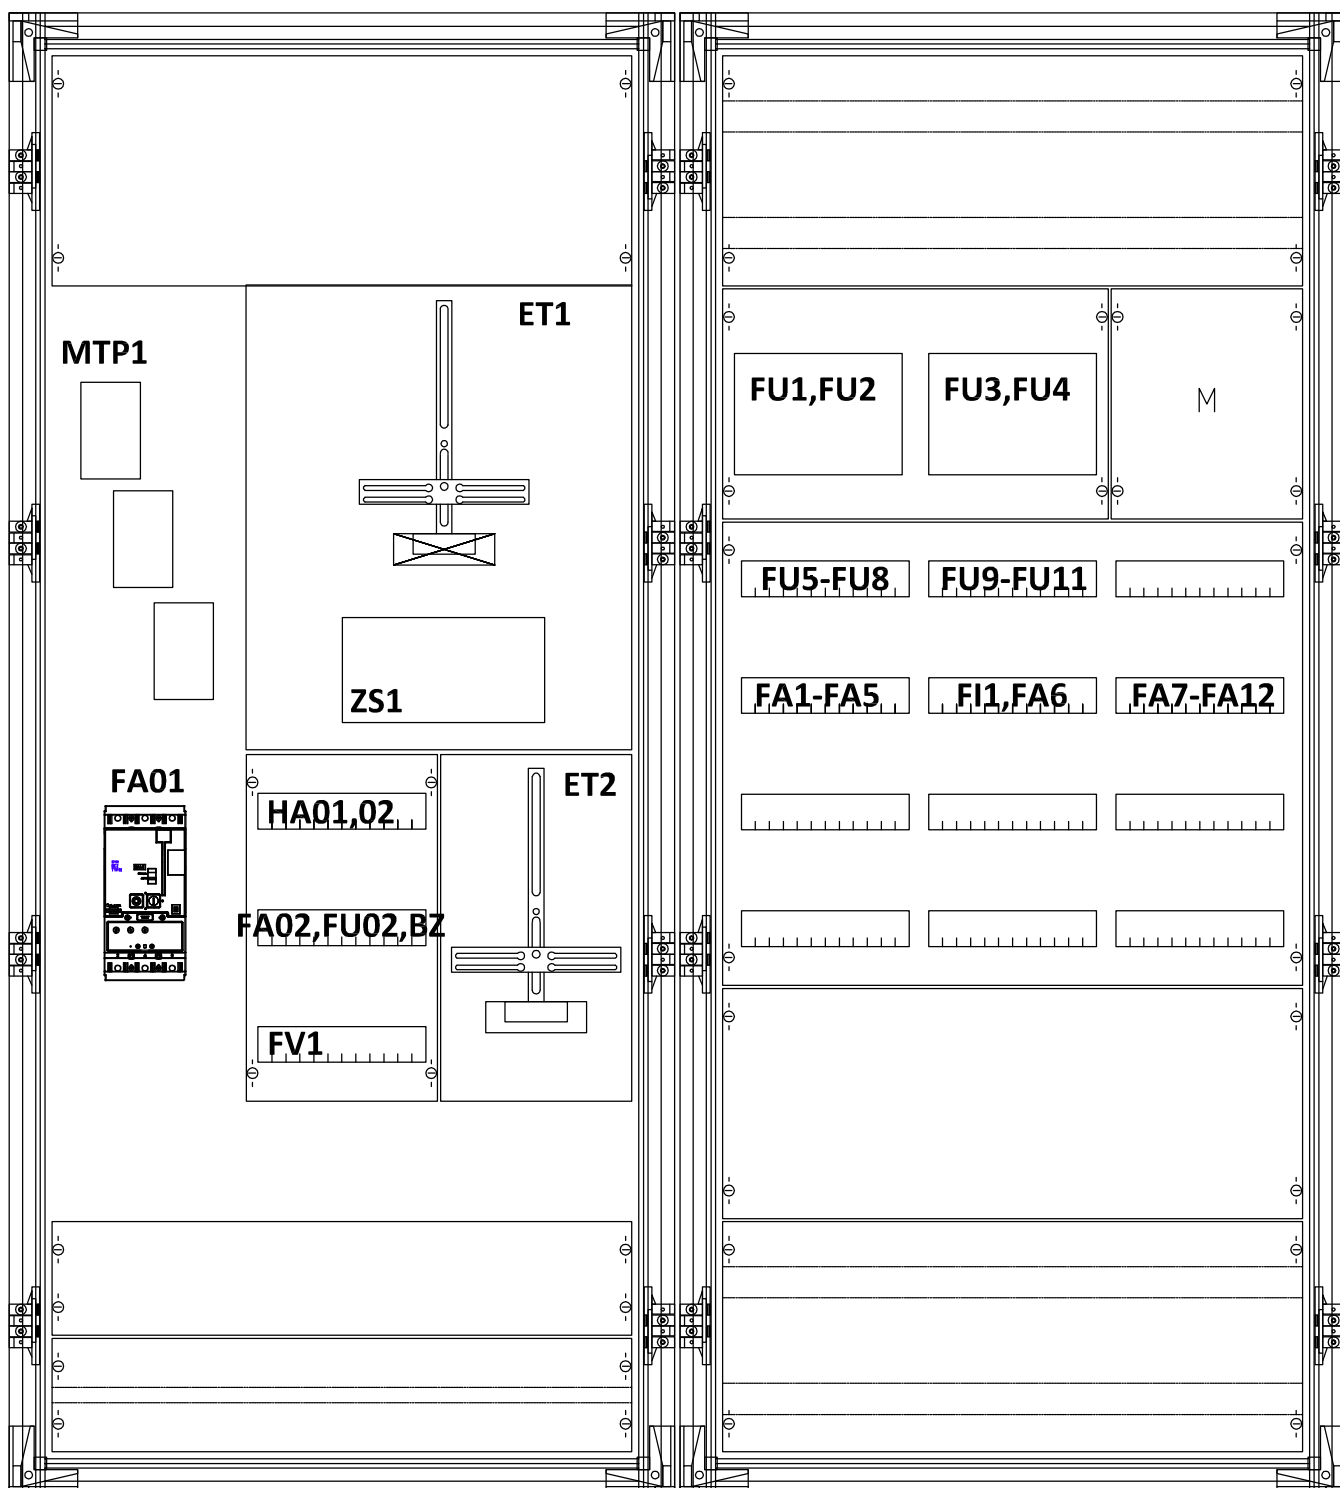 ET1
MTP1
ZS1
FA01
ET2
HA01,02
FA02,FU02,BZ
FV1
FU1,FU2
FU3,FU4
M
FU5-FU8
FU9-FU11
FA1-FA5
FI1,FA6
FA7-FA12